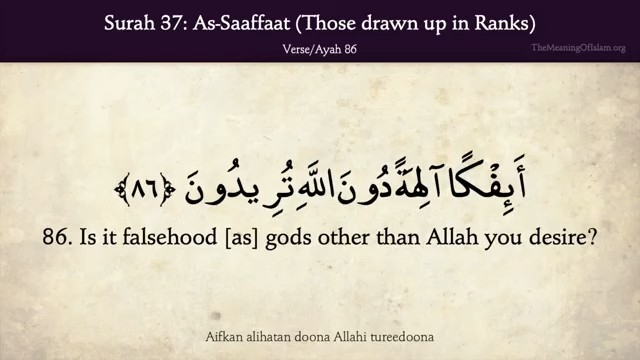 Surah 37: As-Saaffaat (Those drawn up in Ranks)
Verse/Ayah 86
TheMeaningOfIslam.org
أَئِفْكًا آلِهَةً دُونَ اللَّهِ تُرِيدُونَ ﴿٨٦﴾
86. Is it falsehood [as] gods other than Allah you desire?
Aifkan alihatan doona Allahi tureedoona